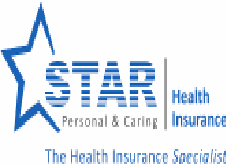 STAR
Health
Insurance
Personal & Caring
The Health Insurance Specialist